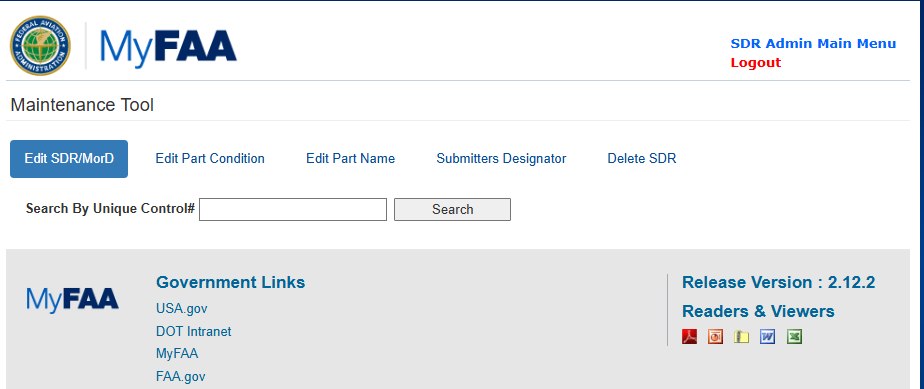 FEDERAL AVIATION
ADMINISTRATION
MyFAA
SDR Admin Main Menu
Logout
Maintenance Tool
Edit SDR/MorD Edit Part Condition Edit Part Name Submitters Designator Delete SDR
Search By Unique Control# Search
MyFAA
Government Links
USA.gov
DOT Intranet
MyFAA
FAA.gov
Release Version : 2.12.2
Readers & Viewers